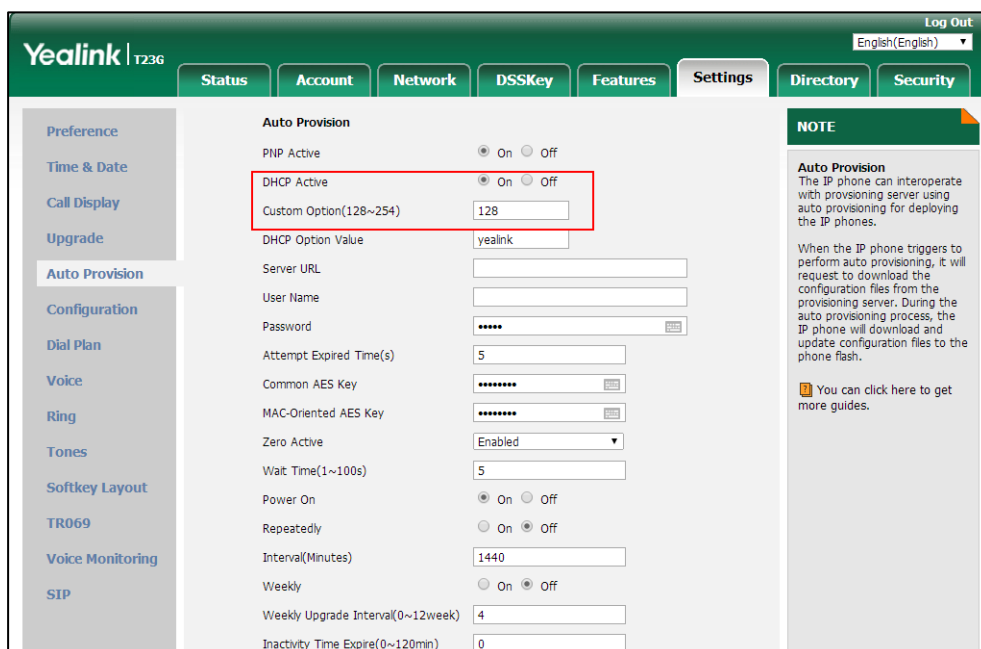 Log Out
Yealink | T23G
English(English)
Status Account Network DSSKey Features Settings Directory Security
Preference
Time & Date
Call Display
Upgrade
Auto Provision
Configuration
Dial Plan
Voice
Ring
Tones
Softkey Layout
TR069
Voice Monitoring
SIP
Auto Provision
PNP Active On Off
DHCP Active On Off
Custom Option(128~254) 128
DHCP Option Value yealink
Server URL
User Name
Password •••••
Attempt Expired Time(s) 5
Common AES Key ••••••••
MAC-Oriented AES Key ••••••••
Zero Active Enabled
Wait Time(1~100s) 5
Power On On Off
Repeatedly On Off
Interval(Minutes) 1440
Weekly On Off
Weekly Upgrade Interval(0~12week) 4
Inactivity Time Expire(0~120min) 0
NOTE
Auto Provision
The IP phone can interoperate
with provsioning server using
auto provisioning for deploying
the IP phones.
When the IP phone triggers to
perform auto provisioning, it will
request to download the
configuration files from the
provisioning server. During the
auto provisioning process, the
IP phone will download and
update configuration files to the
phone flash.
You can click here to get
more guides.